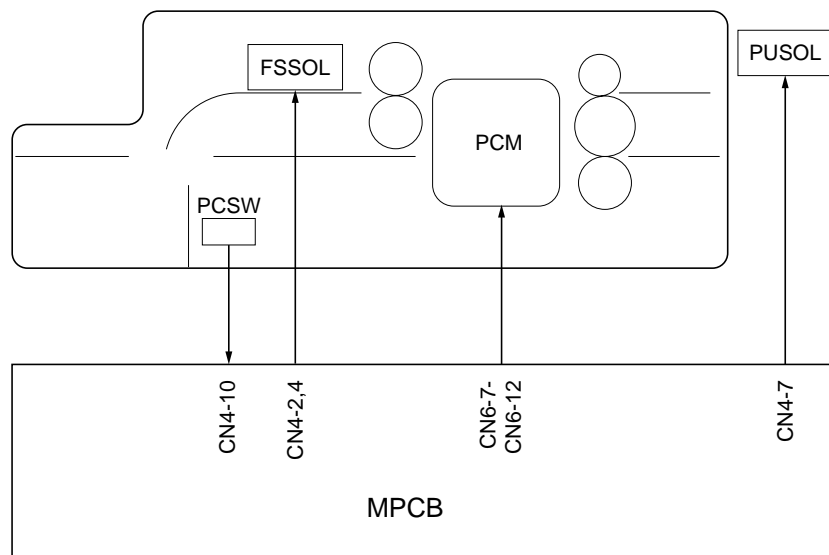 FSSOL
PUSOL
PCM
PCSW
CN4-10
CN4-2,4
CN6-7-
CN6-12
CN4-7
MPCB